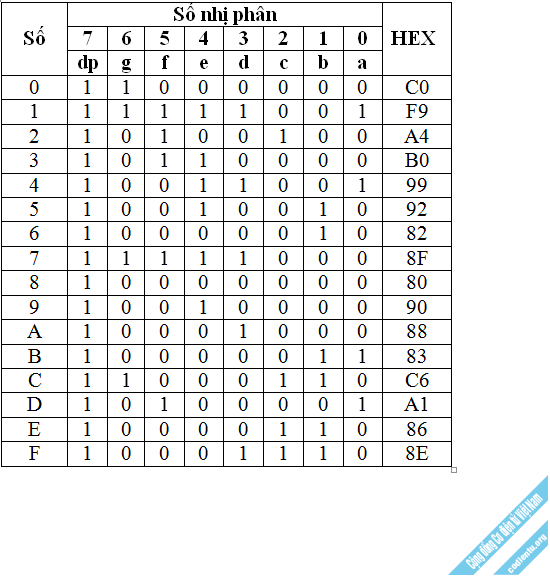 Số Số nhị phân HEX
7 6 5 4 3 2 1 0
dp g f e d c b a
0 1 1 0 0 0 0 0 0 C0
1 1 1 1 1 1 0 0 1 F9
2 1 0 1 0 0 1 0 0 A4
3 1 0 1 1 0 0 0 0 B0
4 1 0 0 1 1 0 0 1 99
5 1 0 0 1 0 0 1 0 92
6 1 0 0 0 0 0 1 0 82
7 1 1 1 1 1 0 0 0 8F
8 1 0 0 0 0 0 0 0 80
9 1 0 0 1 0 0 0 0 90
A 1 0 0 0 1 0 0 0 88
B 1 0 0 0 0 0 1 1 83
C 1 1 0 0 0 1 1 0 C6
D 1 0 1 0 0 0 0 1 A1
E 1 0 0 0 0 1 1 0 86
F 1 0 0 0 1 1 1 0 8E
Cộng đồng Cơ điện tử Việt Nam
codientu.org